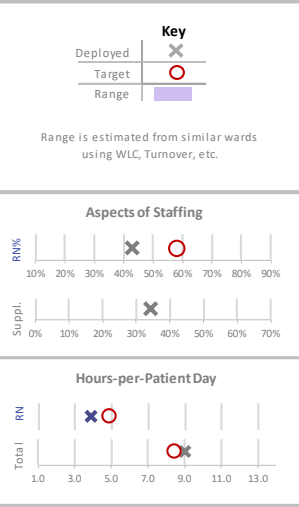 Key
Deployed
Target
Range
Range is estimated from similar wards
using WLC, Turnover, etc.
Aspects of Staffing
RN%
10% 20% 30% 40% 50% 60% 70% 80% 90%
Suppl.
0% 10% 20% 30% 40% 50% 60% 70%
Hours-per-Patient Day
RN
Total
1.0 3.0 5.0 7.0 9.0 11.0 13.0